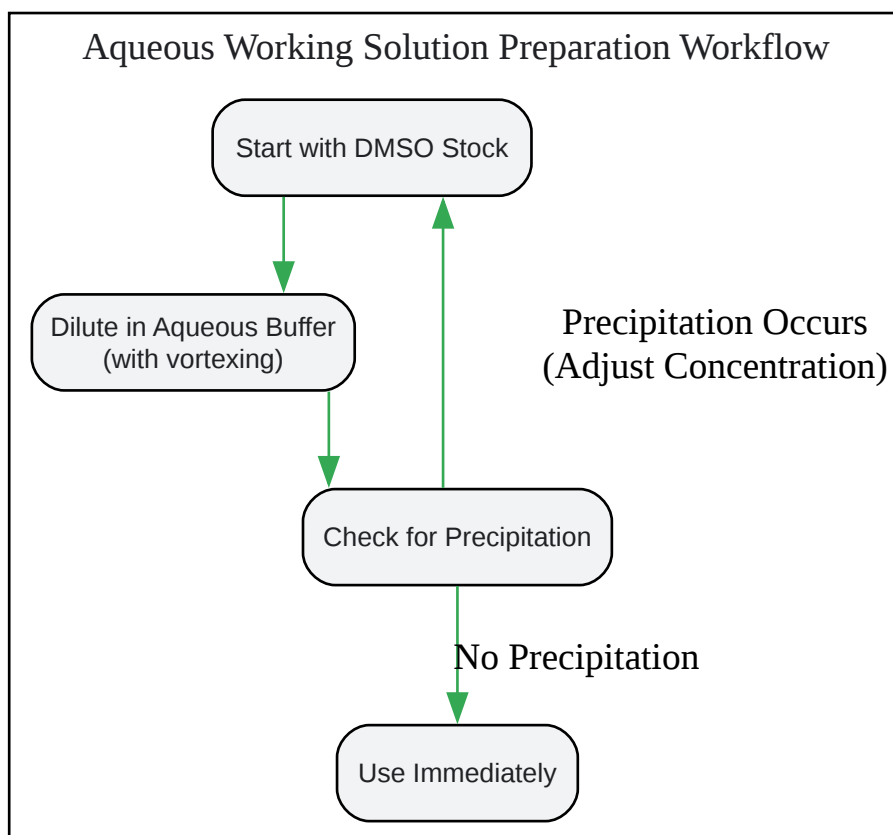 Aqueous Working Solution Preparation Workflow
Start with DMSO Stock
Dilute in Aqueous Buffer
(with vortexing)
Precipitation Occurs
(Adjust Concentration)
Check for Precipitation
No Precipitation
Use Immediately